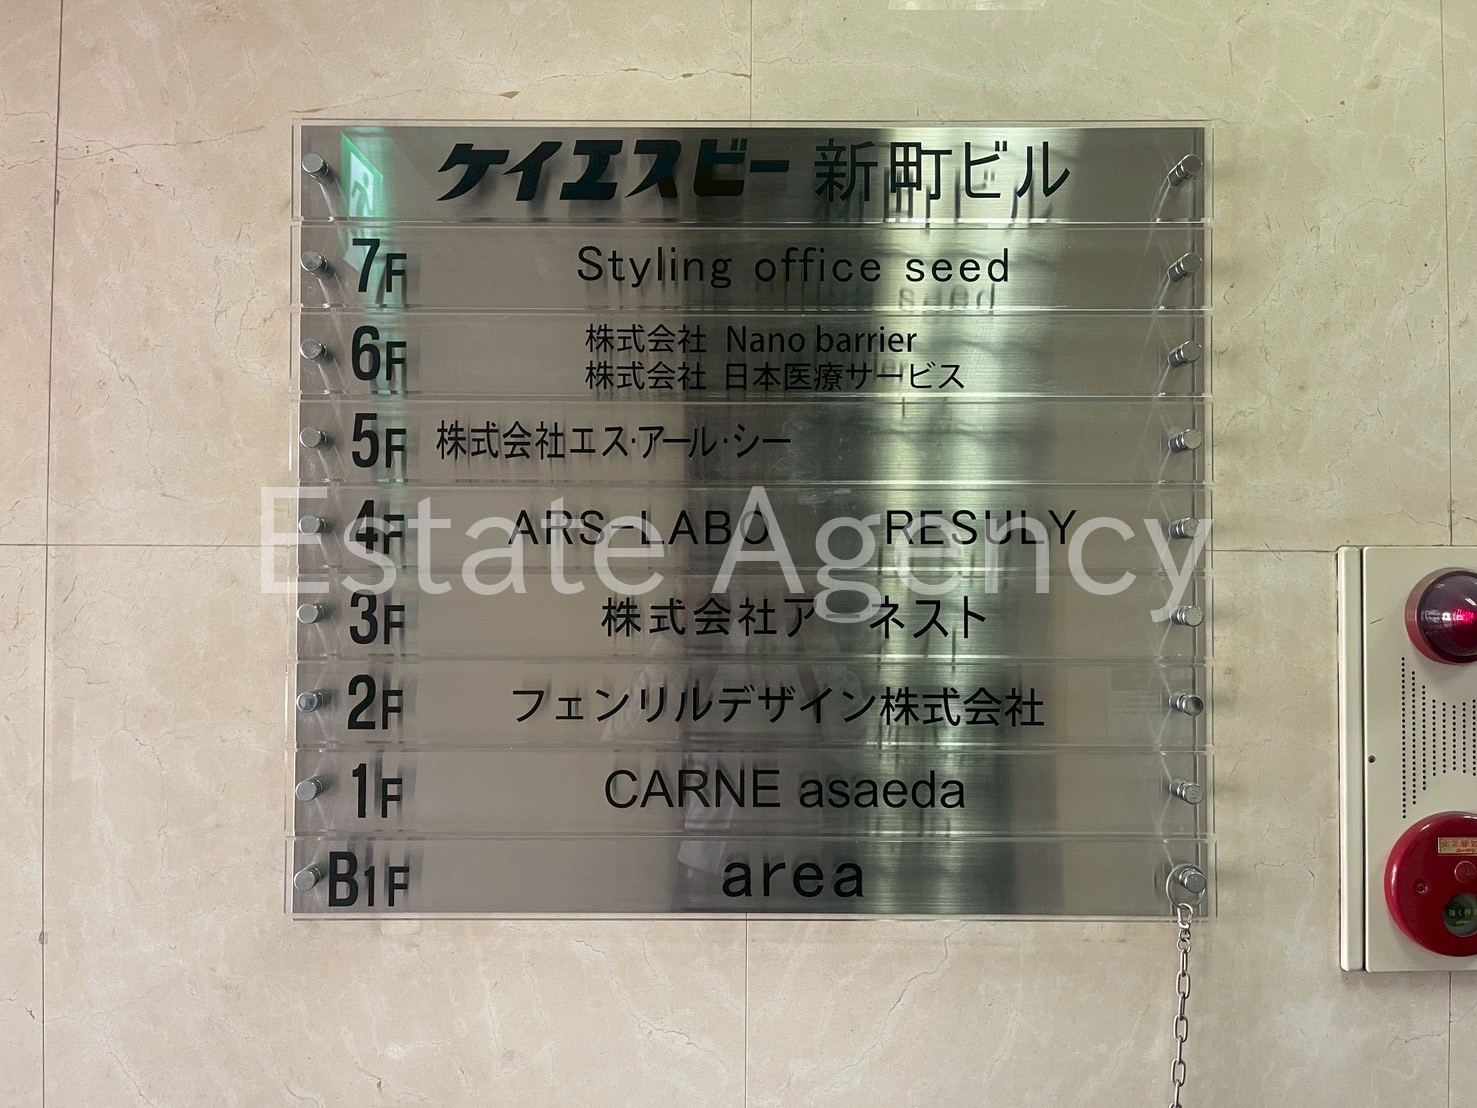 ケイエスビー 新町ビル
7F Styling office seed
6F 株式会社 Nano barrier
株式会社 日本医療サービス
5F 株式会社エス・アール・シー
4F ARS-LABO RESULY
Estate Agency
3F 株式会社ア ネスト
2F フェンリルデザイン株式会社
1F CARNE asaeda
B1F area